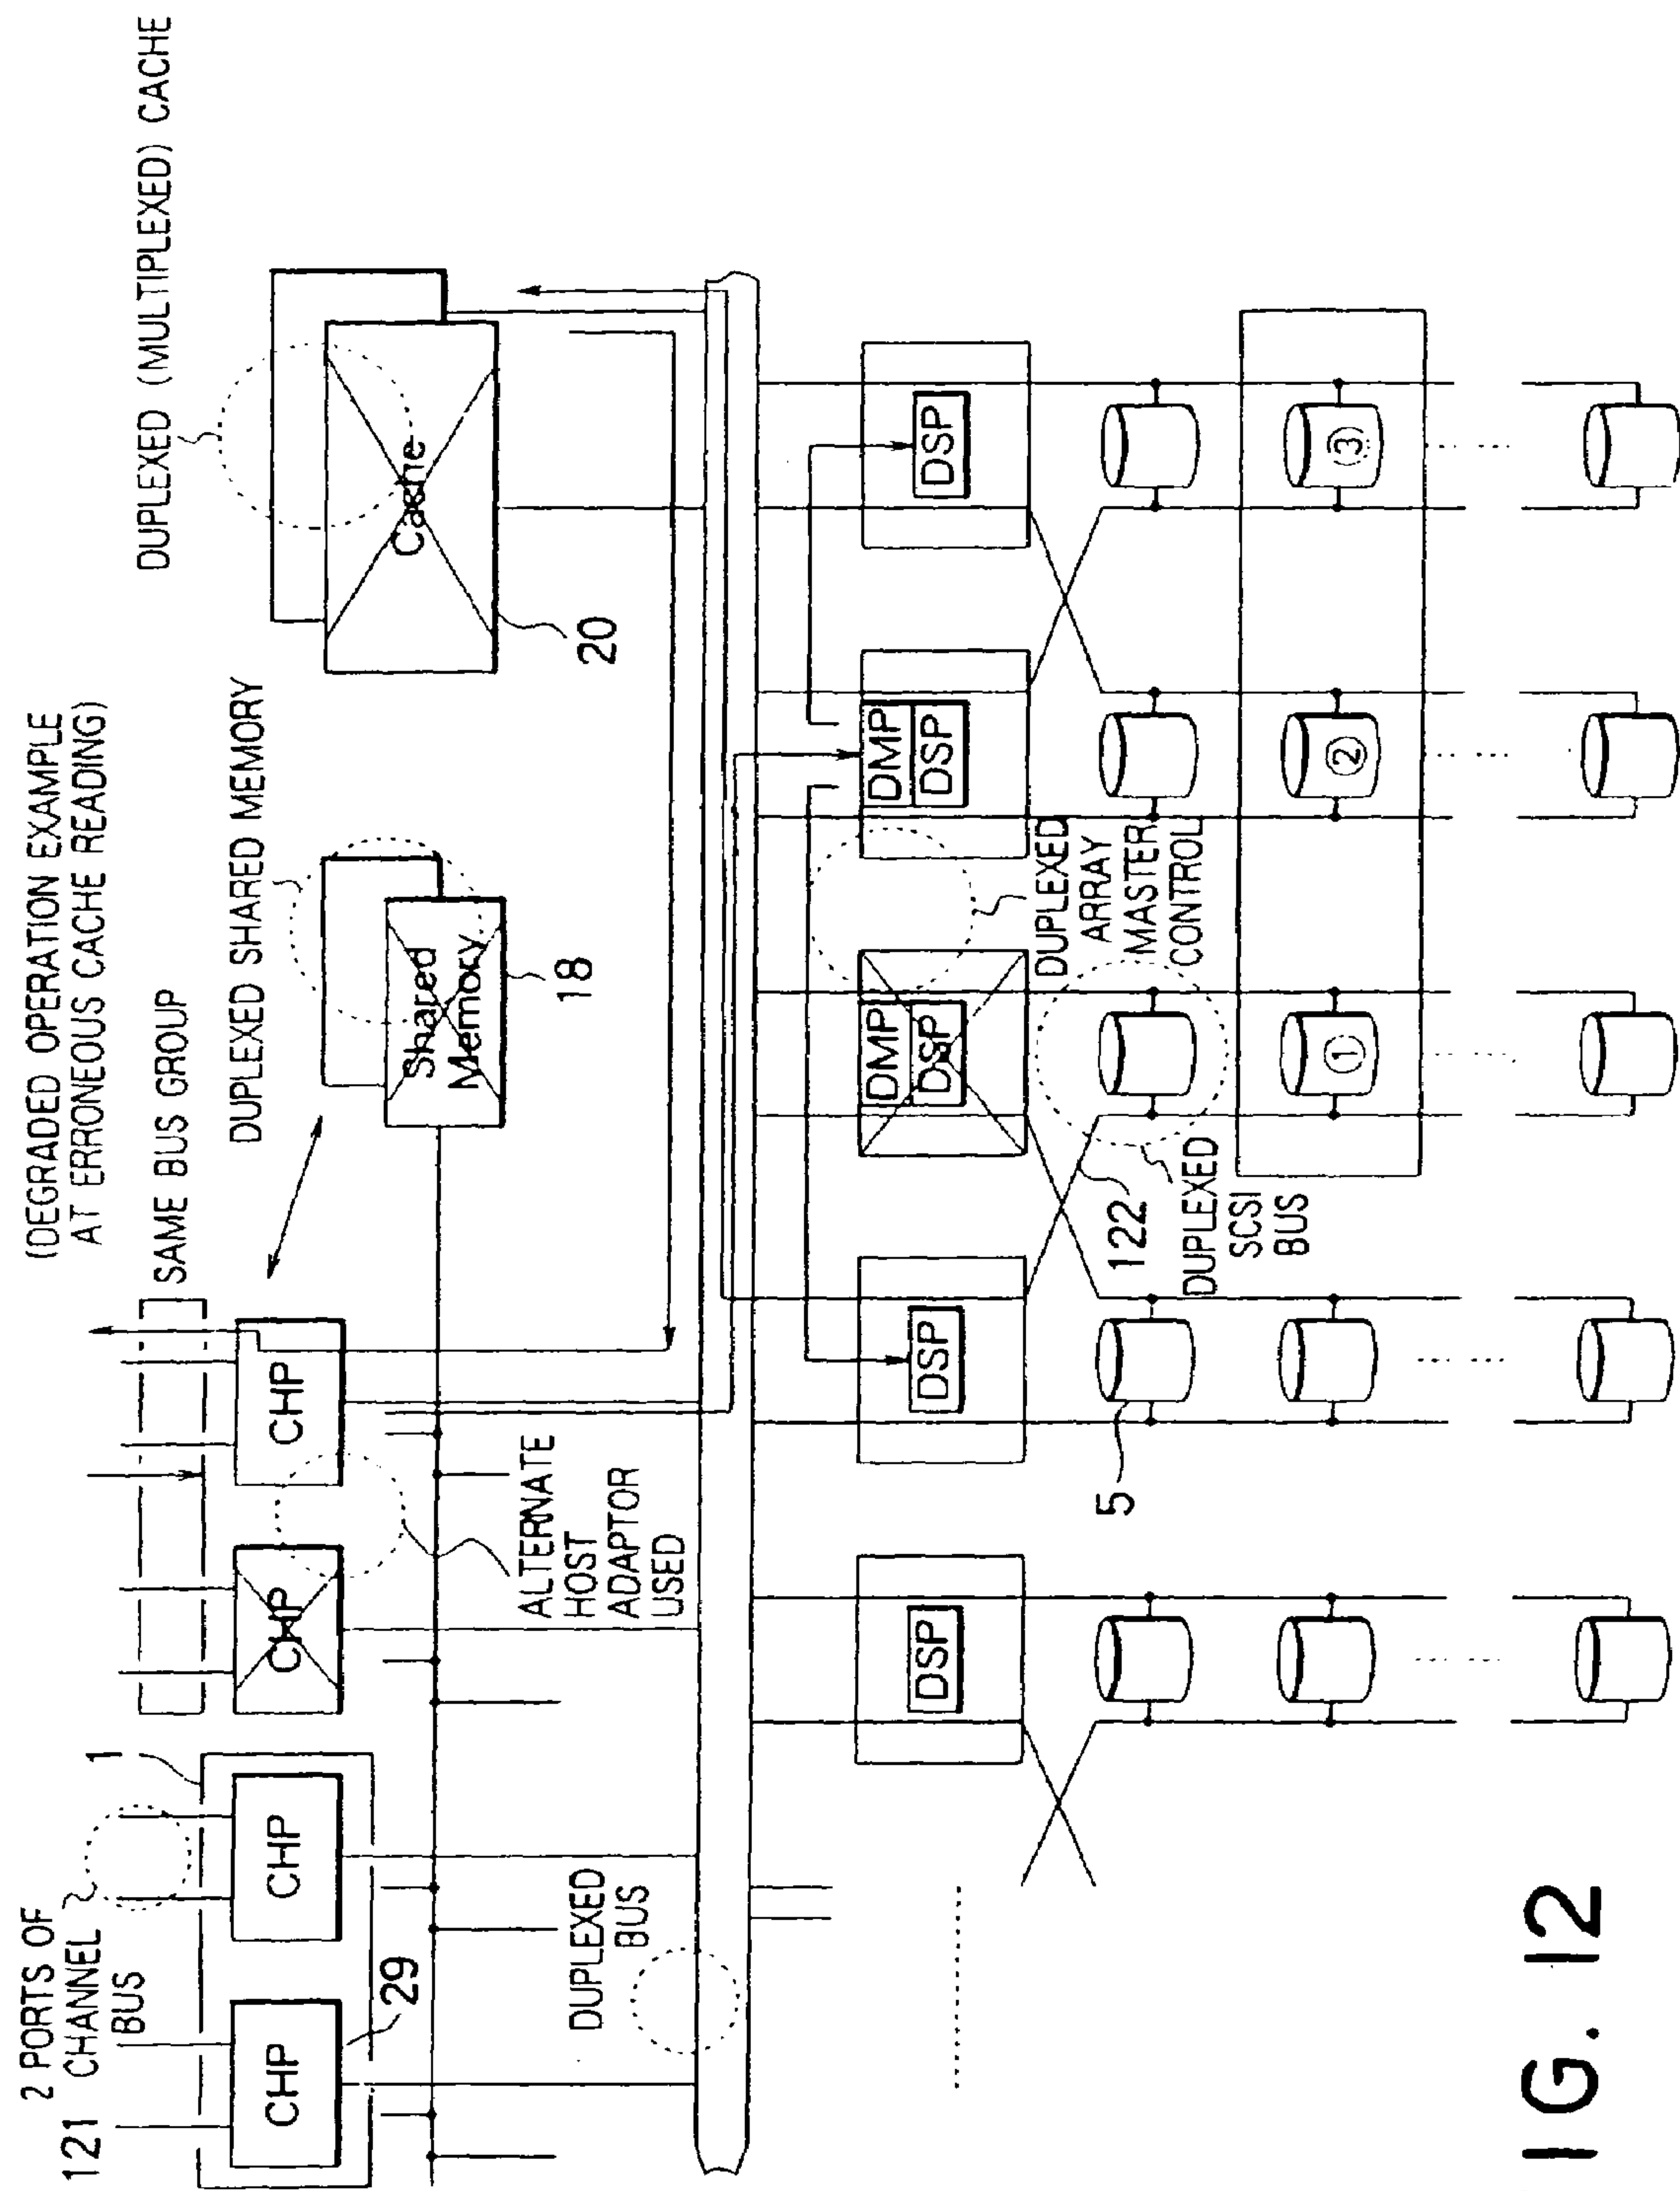 (DEGRADED OPERATION EXAMPLE
AT ERRONEOUS CACHE READING)
2 PORTS OF
121 CHANNEL
BUS
1
SAME BUS GROUP
DUPLEXED SHARED MEMORY
DUPLEXED (MULTIPLEXED) CACHE
CHP
CHP
CHP
CHP
29
Shared
Memory
18
Cache
20
ALTERNATE
HOST
ADAPTOR
USED
DUPLEXED
BUS
DSP
DSP
DMP
DSP
DMP
DSP
DSP
DUPLEXED
ARRAY
MASTER
CONTROL
5
122
DUPLEXED
SCSI
BUS
①
②
③
IG. 12